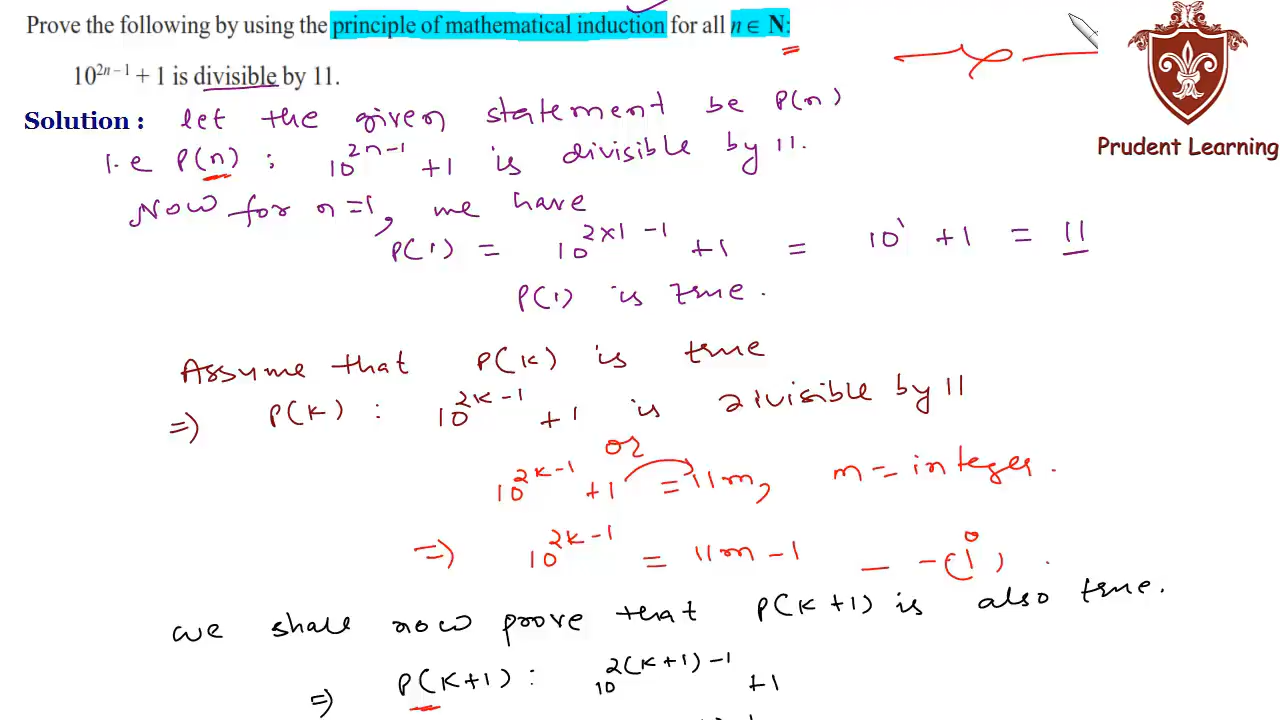 Prove the following by using the principle of mathematical induction for all n ∈ N:
10^{2n – 1} + 1 is divisible by 11.
Prudent Learning
Solution : let the given statement be P(n)
i.e P(n) : 10^{2n-1} + 1 is divisible by 11.
Now for n = 1, we have
P(1) = 10^{2×1 -1} + 1 = 10^1 + 1 = 11
P(1) is true.
Assume that P(k) is true
=> P(k) : 10^{2k-1} + 1 is divisible by 11
or
10^{2k-1} + 1 = 11m, m = integer.
=> 10^{2k-1} = 11m - 1 _ - (i)
we shall now prove that P(k+1) is also true.
=> P(k+1) : 10^{2(k+1)-1} + 1